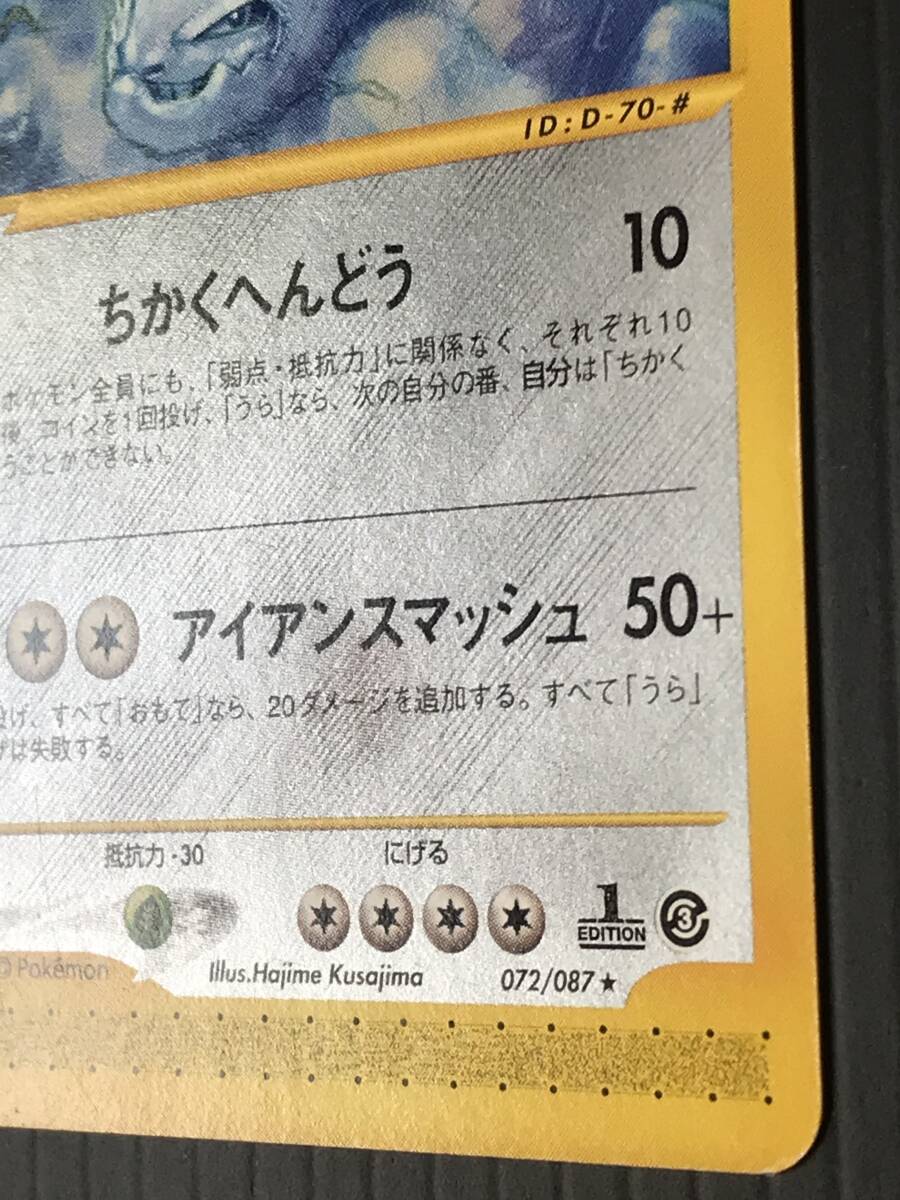 ID:D-70-#
ちかくへんどう 10
ポケモン全員にも、「弱点・抵抗力」に関係なく、それぞれ10
後、コインを1回投げ、「うら」なら、次の自分の番、自分は「ちかく
うことができない。
アイアンスマッシュ 50+
投げ、すべて「おもて」なら、20ダメージを追加する。すべて「うら」
ザは失敗する。
抵抗力 -30 にげる
1 EDITION 3
© Pokémon Illus.Hajime Kusajima 072/087★